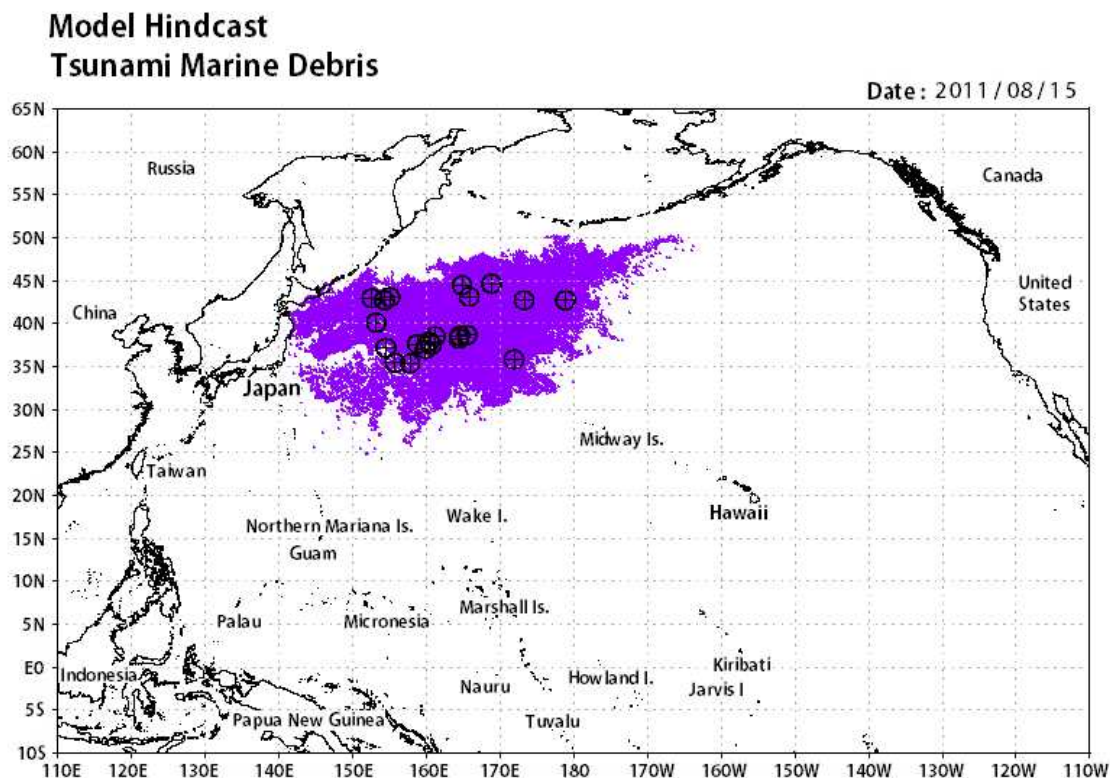 Model Hindcast
Tsunami Marine Debris
Date : 2011 / 08 / 15
65N
60N
Russia
Canada
55N
50N
45N
United
States
China
40N
35N
Japan
30N
Midway Is.
25N
Taiwan
20N
Hawaii
Northern Mariana Is.
Wake I.
15N
Guam
10N
Marshall Is.
Palau
Micronesia
5N
EQ
Indonesia
Kiribati
Howland I.
Nauru
Jarvis I
5S
Papua New Guinea
Tuvalu
10S
110E 120E 130E 140E 150E 160E 170E 180 170W 160W 150W 140W 130W 120W 110W